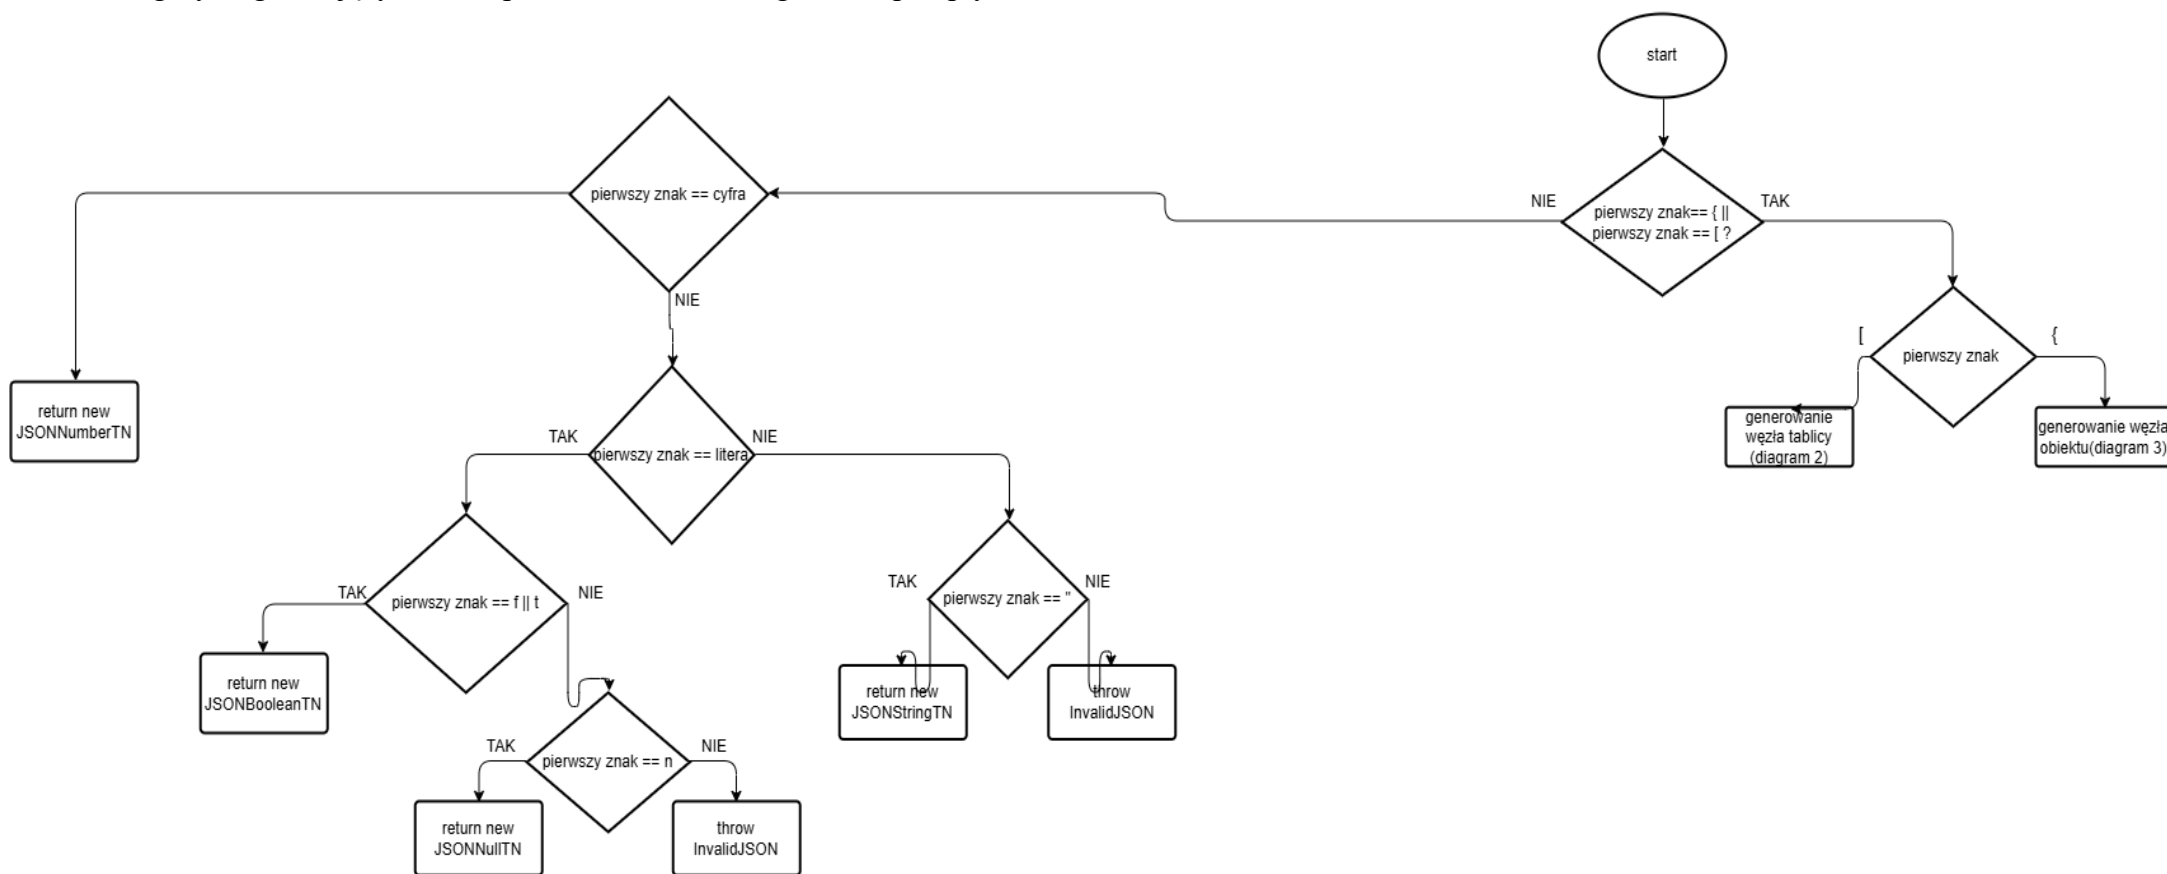 start
pierwszy znak == cyfra
NIE
TAK
pierwszy znak== { ||
pierwszy znak == [ ?
NIE
[
{
pierwszy znak
return new
JSONNumberTN
generowanie
węzła tablicy
(diagram 2)
generowanie węzła
obiektu(diagram 3)
TAK
NIE
pierwszy znak == litera
TAK
NIE
pierwszy znak == f || t
TAK
NIE
pierwszy znak == "
return new
JSONBooleanTN
return new
JSONStringTN
throw
InvalidJSON
TAK
NIE
pierwszy znak == n
return new
JSONNullTN
throw
InvalidJSON